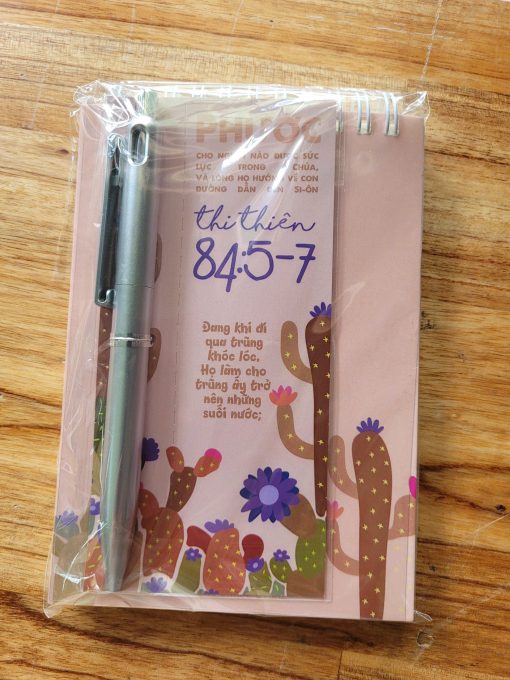 PHƯỚC
CHO NGƯỜI NÀO ĐƯỢC SỨC
LỰC TRONG CHÚA,
VÀ LÒNG HỌ HƯỚNG VỀ CON
ĐƯỜNG DẪN ĐẾN SI-ÔN
thi thiên
84:5-7
Đang khi đi
qua trũng
khóc lóc,
Họ làm cho
trũng ấy trở
nên những
suối nước;